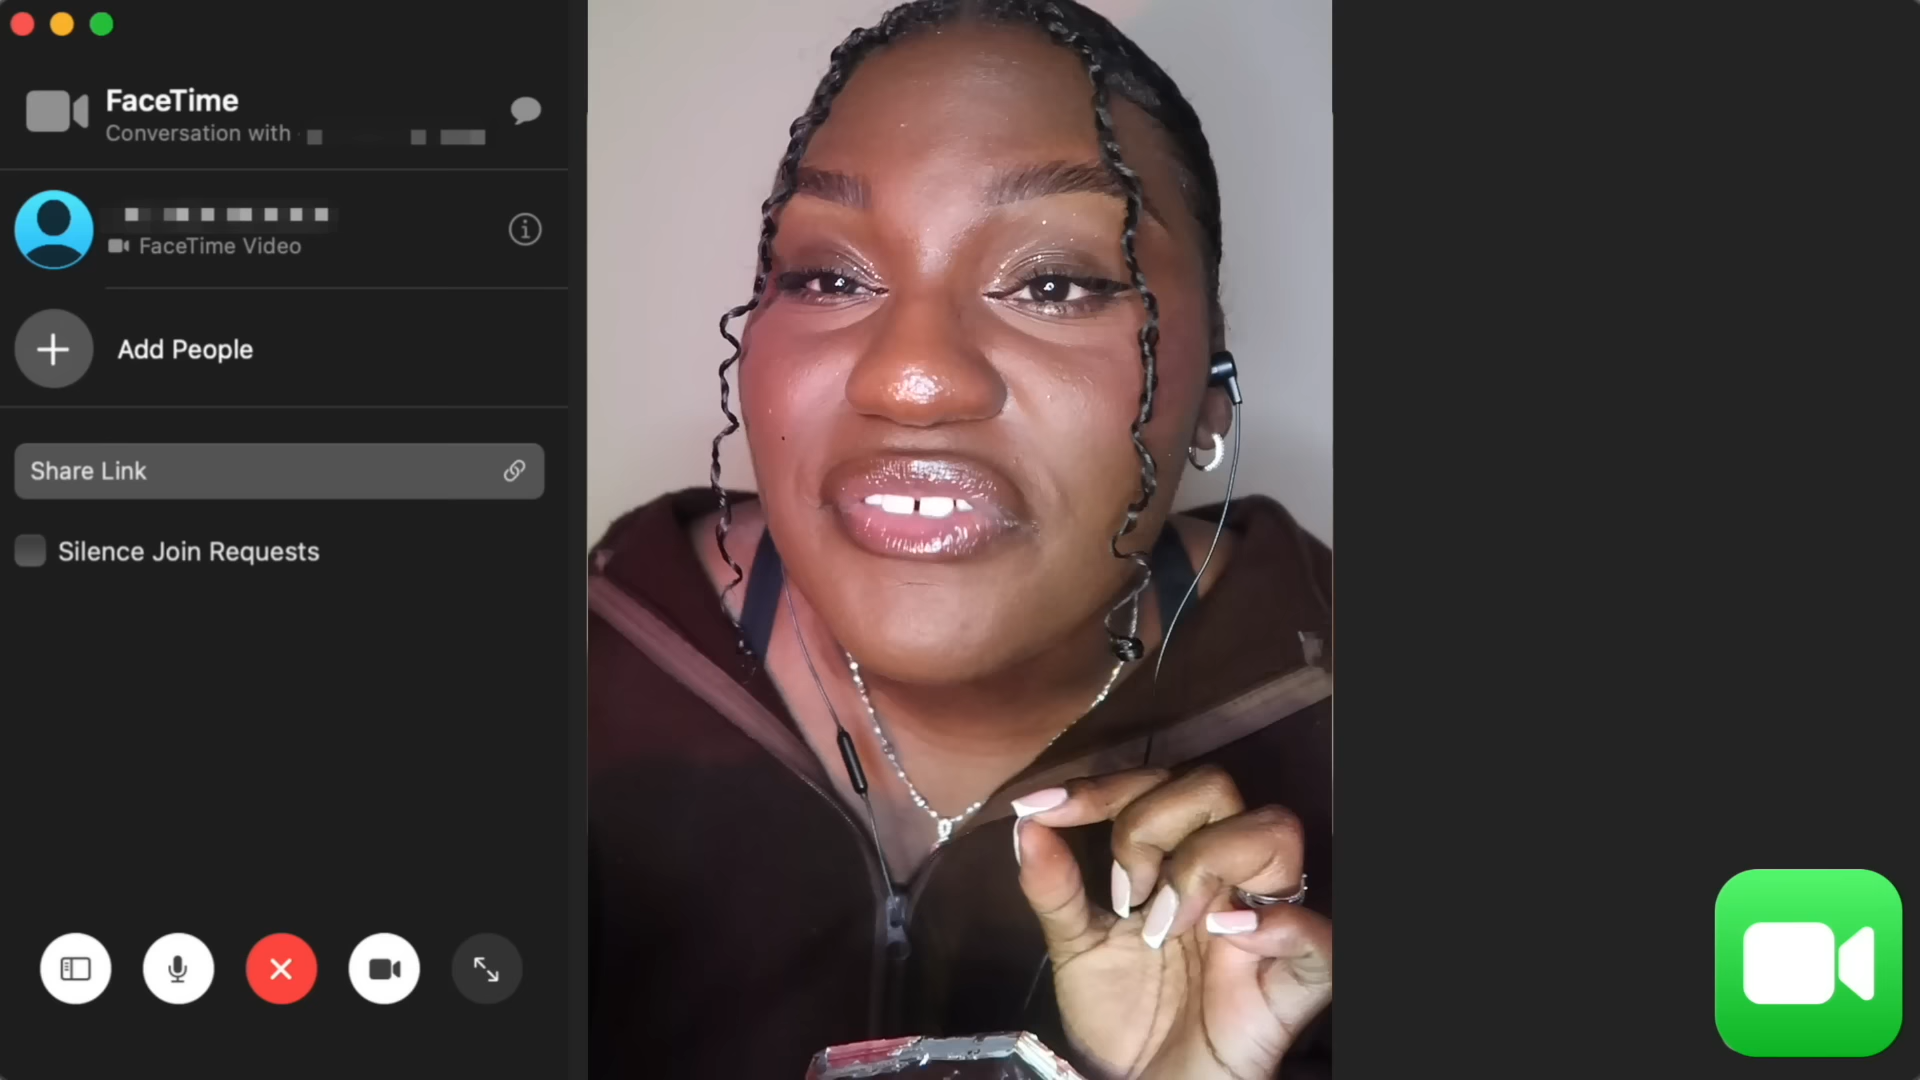 FaceTime
Conversation with
FaceTime Video
Add People
Share Link
Silence Join Requests